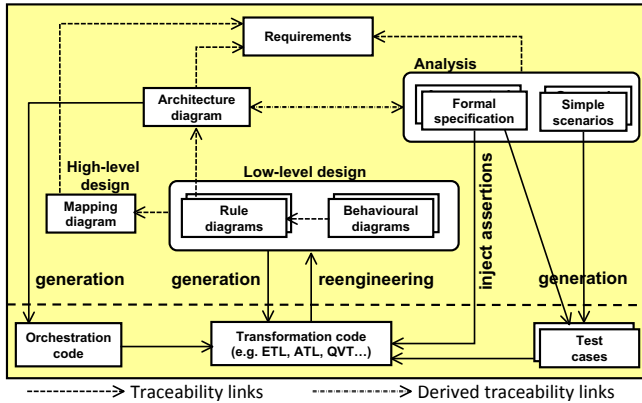 Requirements
Analysis
Architecture
diagram
Formal
specification
Simple
scenarios
High-level
design
Low-level design
Mapping
diagram
Rule
diagrams
Behavioural
diagrams
inject assertions
generation
generation
reengineering
generation
Orchestration
code
Transformation code
(e.g. ETL, ATL, QVT...)
Test
cases
Traceability links
Derived traceability links